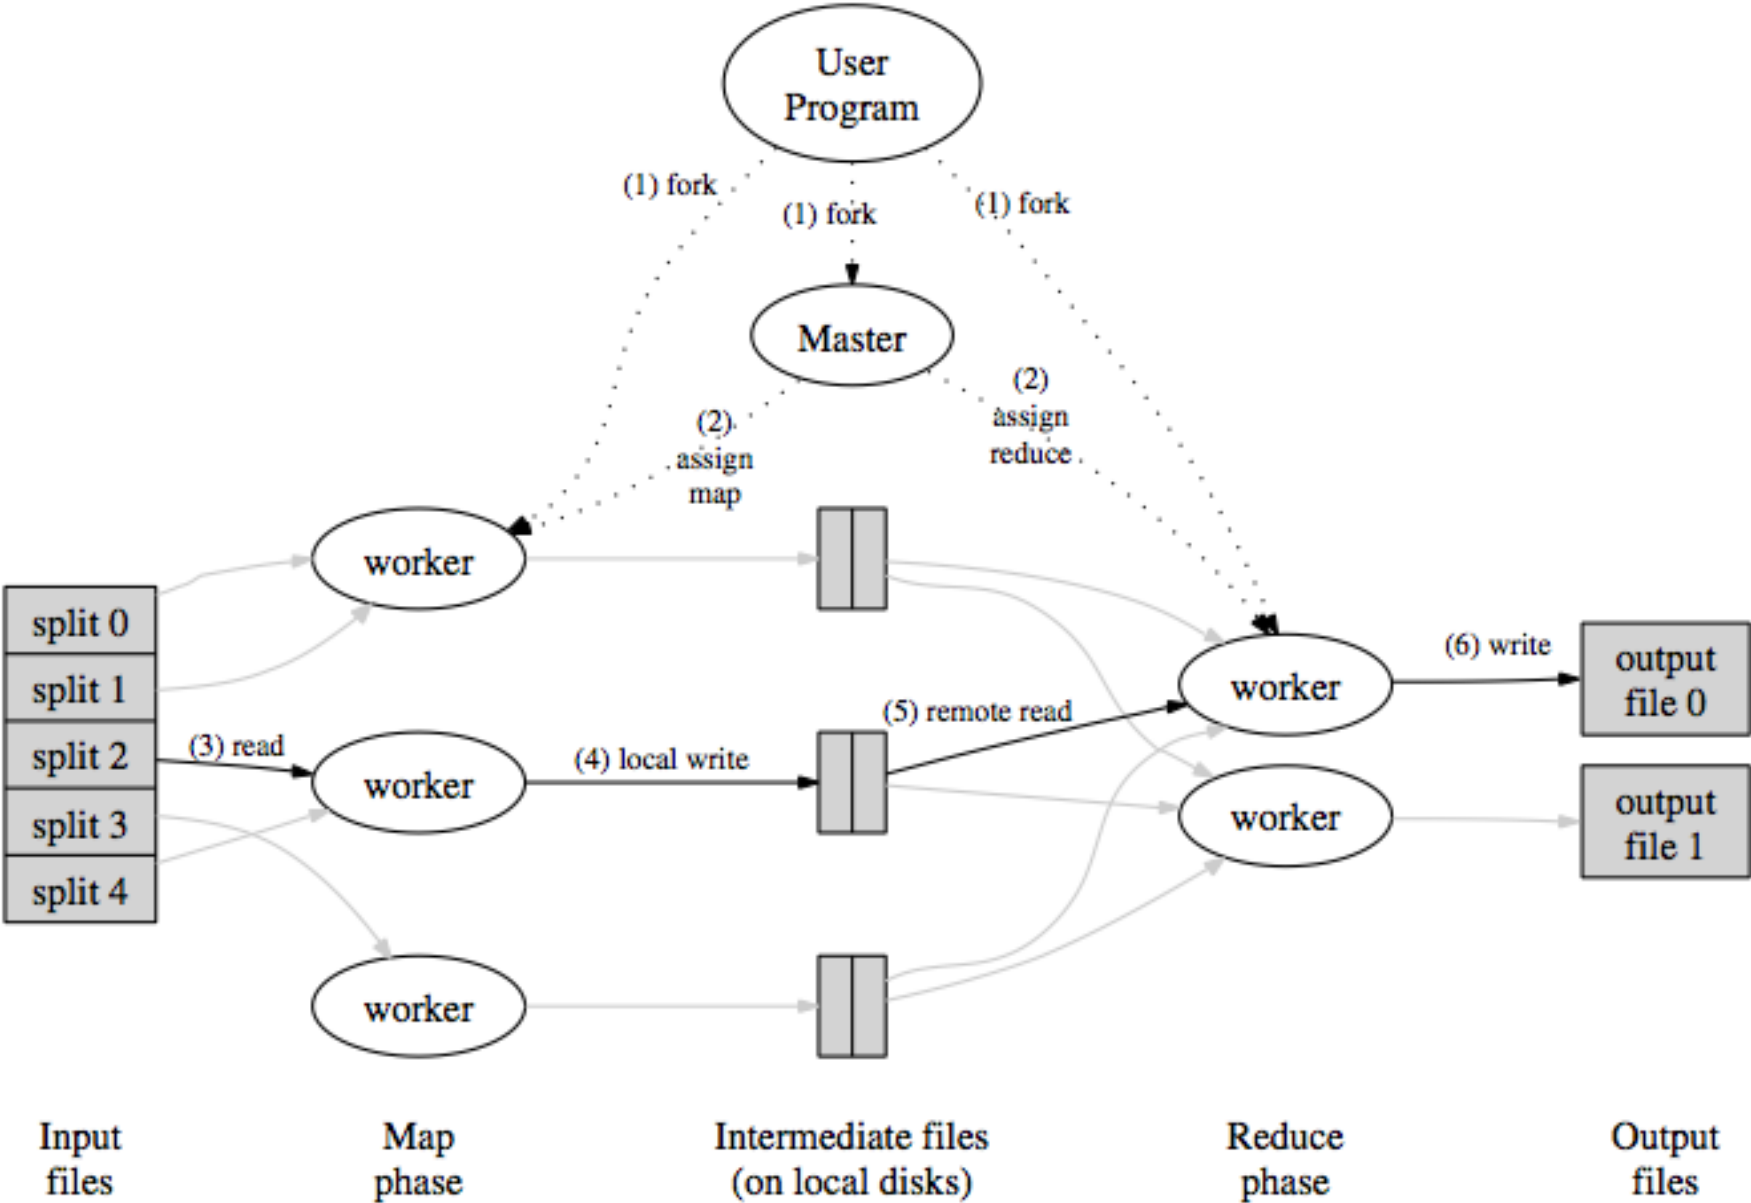 User
Program
(1) fork
(1) fork
(1) fork
Master
(2)
assign
map
(2)
assign
reduce
split 0
split 1
split 2
split 3
split 4
(3) read
worker
worker
worker
(4) local write
(5) remote read
worker
worker
(6) write
output
file 0
output
file 1
Input
files
Map
phase
Intermediate files
(on local disks)
Reduce
phase
Output
files